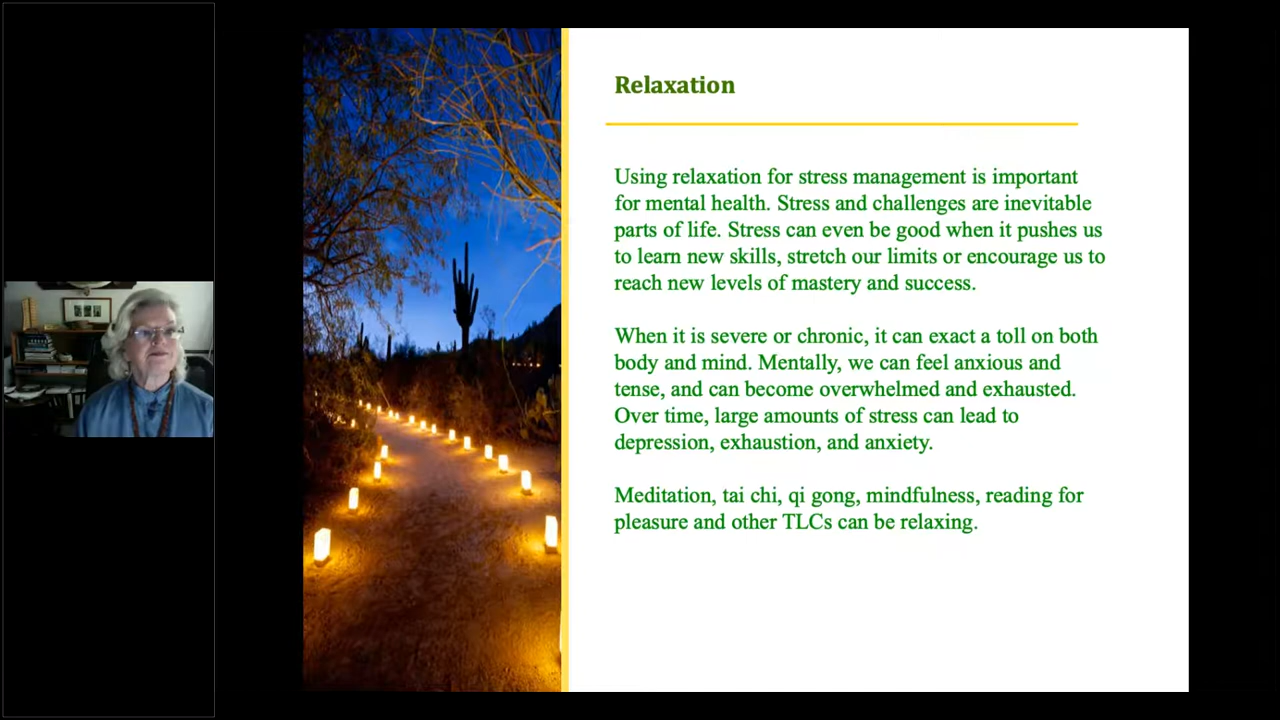 Relaxation
Using relaxation for stress management is important
for mental health. Stress and challenges are inevitable
parts of life. Stress can even be good when it pushes us
to learn new skills, stretch our limits or encourage us to
reach new levels of mastery and success.
When it is severe or chronic, it can exact a toll on both
body and mind. Mentally, we can feel anxious and
tense, and can become overwhelmed and exhausted.
Over time, large amounts of stress can lead to
depression, exhaustion, and anxiety.
Meditation, tai chi, qi gong, mindfulness, reading for
pleasure and other TLCs can be relaxing.